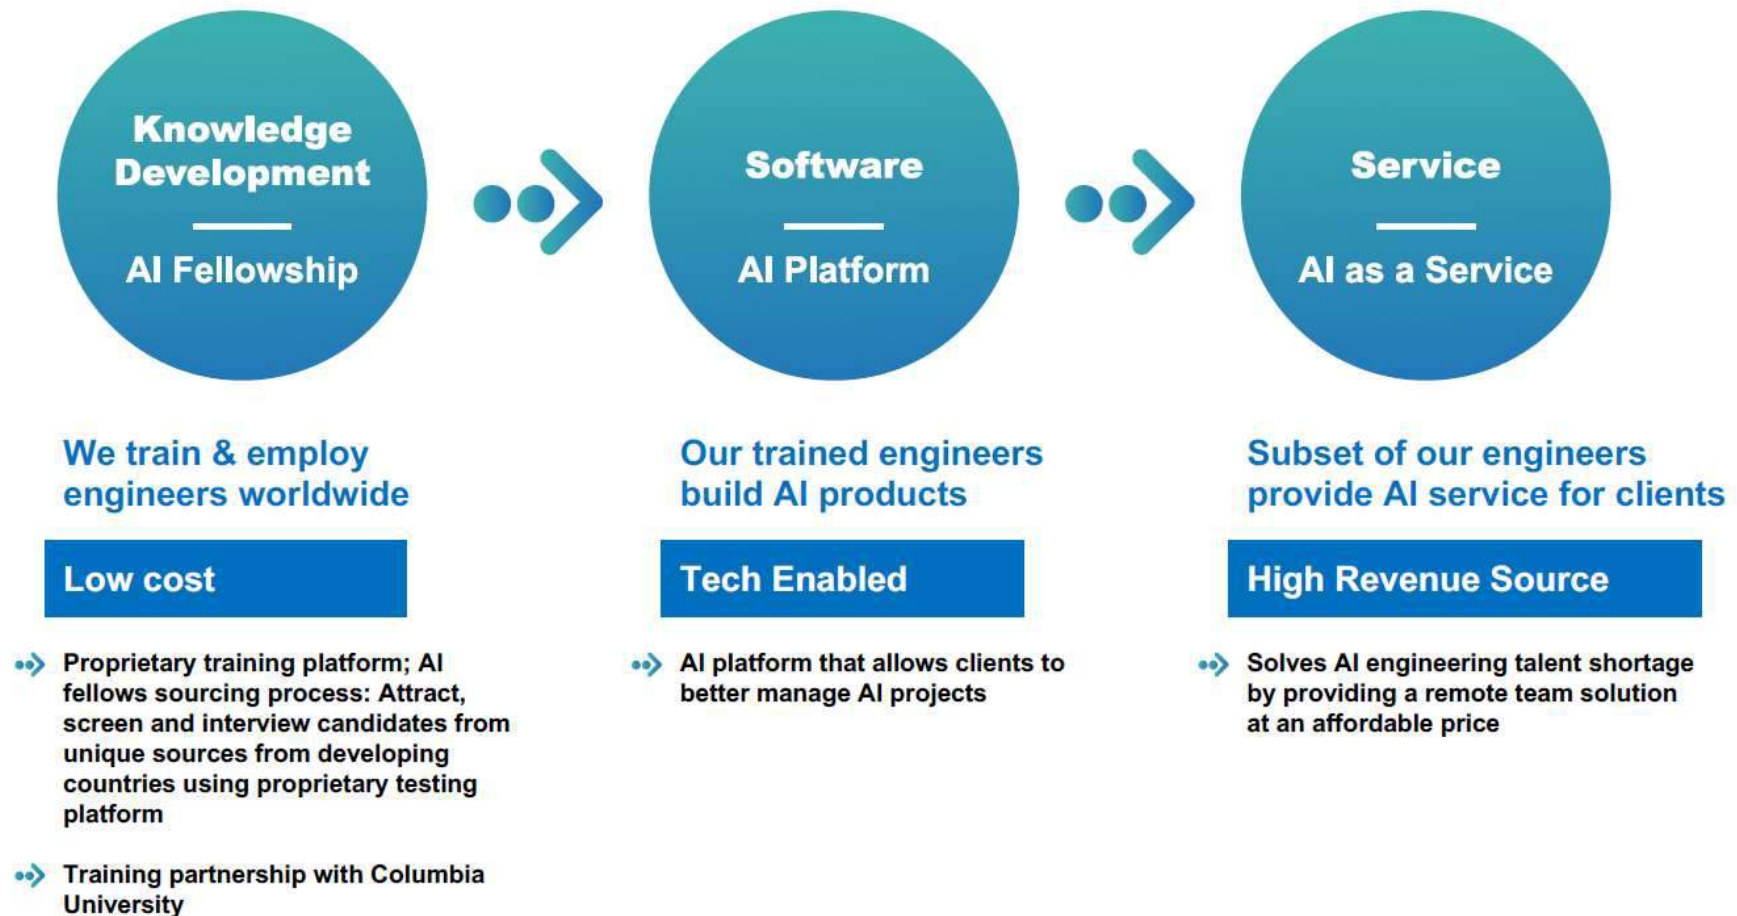 Knowledge
Development
AI Fellowship
Software
AI Platform
Service
AI as a Service
We train & employ
engineers worldwide
Low cost
Proprietary training platform; AI
fellows sourcing process: Attract,
screen and interview candidates from
unique sources from developing
countries using proprietary testing
platform
Training partnership with Columbia
University
Our trained engineers
build AI products
Tech Enabled
AI platform that allows clients to
better manage AI projects
Subset of our engineers
provide AI service for clients
High Revenue Source
Solves AI engineering talent shortage
by providing a remote team solution
at an affordable price